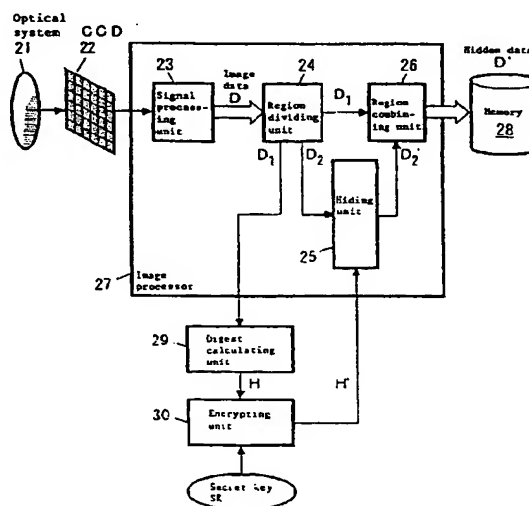 Optical
system
21
CCD
22
23
Signal
process-
ing
unit
Image
data
D
24
Region
dividing
unit
D₁
26
Region
combin-
ing unit
Hidden data
D'
Memory
28
D₁
D₂
D₂'
Hiding
unit
25
27
Image
processor
29
Digest
calculating
unit
H
H'
30
Encrypting
unit
Secret key
SK